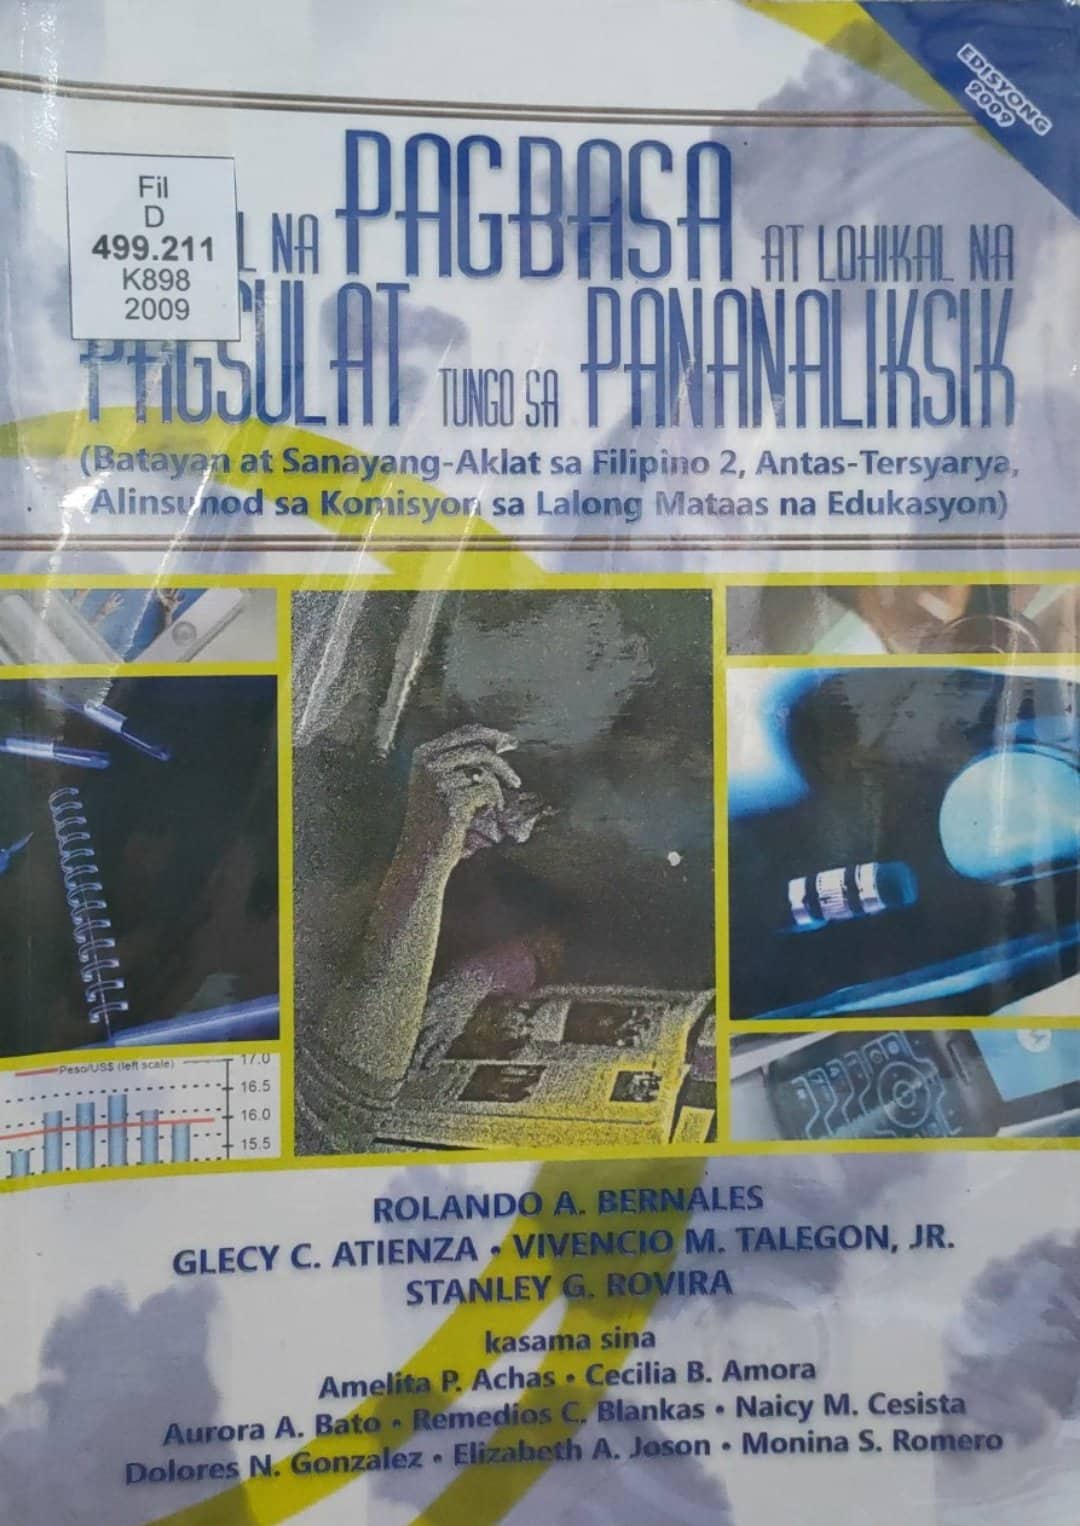 EDISYONG
2009
Fil
D
499.211
K898
2009
L NA PAGBASA AT LOHIKAL NA
PAGSULAT TUNGO SA PANANALIKSIK
(Batayan at Sanayang-Aklat sa Filipino 2, Antas-Tersyarya,
Alinsunod sa Komisyon sa Lalong Mataas na Edukasyon)
Peso/US$ (left scale)
17.0
16.5
16.0
15.5
ROLANDO A. BERNALES
GLECY C. ATIENZA • VIVENCIO M. TALEGON, JR.
STANLEY G. ROVIRA
kasama sina
Amelita P. Achas • Cecilia B. Amora
Aurora A. Bato • Remedios C. Blankas • Naicy M. Cesista
Dolores N. Gonzalez • Elizabeth A. Joson • Monina S. Romero